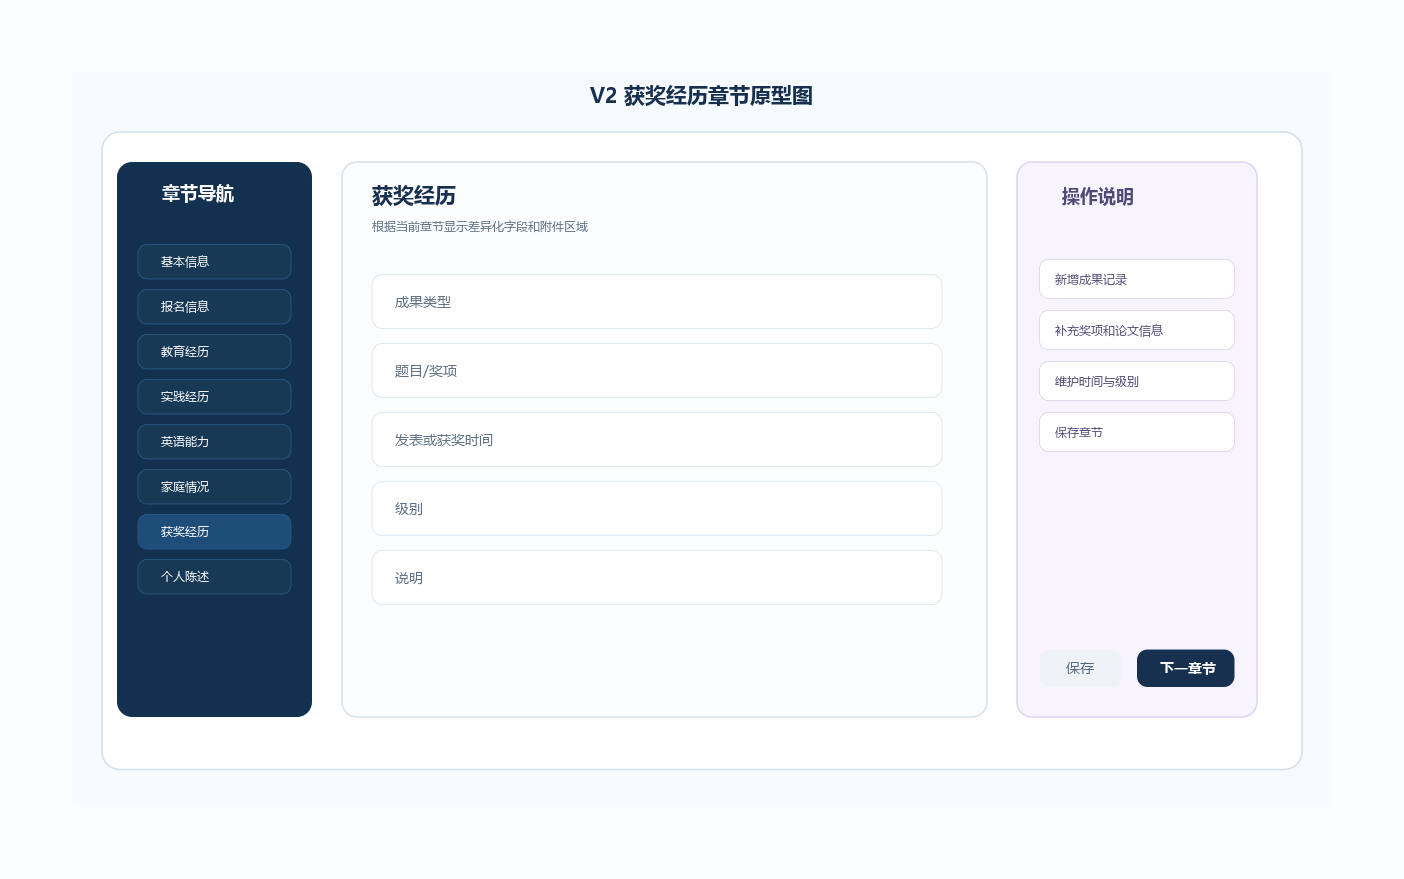 V2 获奖经历章节原型图
章节导航
基本信息
报名信息
教育经历
实践经历
英语能力
家庭情况
获奖经历
个人陈述
获奖经历
根据当前章节显示差异化字段和附件区域
成果类型
题目/奖项
发表或获奖时间
级别
说明
操作说明
新增成果记录
补充奖项和论文信息
维护时间与级别
保存章节
保存
下一章节